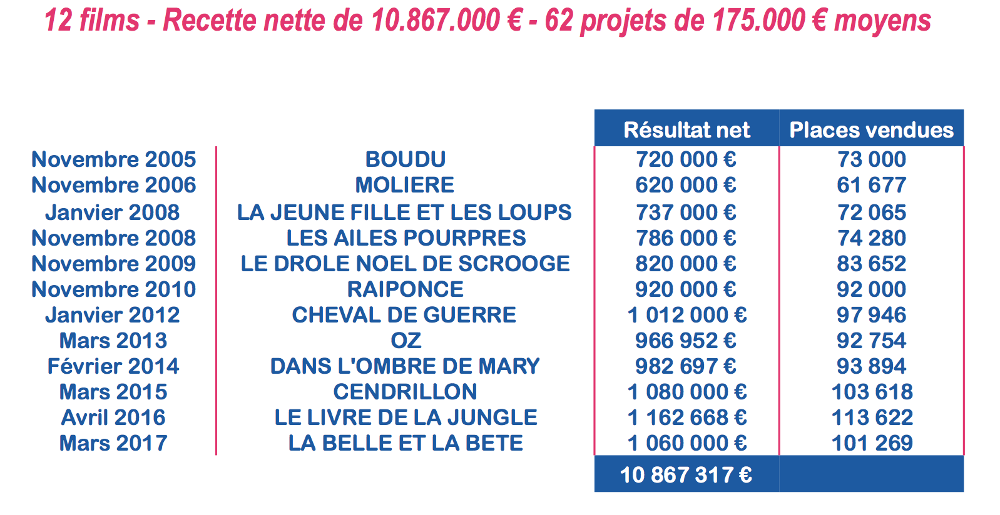 12 films - Recette nette de 10.867.000 € - 62 projets de 175.000 € moyens
Résultat net Places vendues
Novembre 2005 BOUDU 720 000 € 73 000
Novembre 2006 MOLIERE 620 000 € 61 677
Janvier 2008 LA JEUNE FILLE ET LES LOUPS 737 000 € 72 065
Novembre 2008 LES AILES POURPRES 786 000 € 74 280
Novembre 2009 LE DROLE NOEL DE SCROOGE 820 000 € 83 652
Novembre 2010 RAIPONCE 920 000 € 92 000
Janvier 2012 CHEVAL DE GUERRE 1 012 000 € 97 946
Mars 2013 OZ 966 952 € 92 754
Février 2014 DANS L'OMBRE DE MARY 982 697 € 93 894
Mars 2015 CENDRILLON 1 080 000 € 103 618
Avril 2016 LE LIVRE DE LA JUNGLE 1 162 668 € 113 622
Mars 2017 LA BELLE ET LA BETE 1 060 000 € 101 269
10 867 317 €